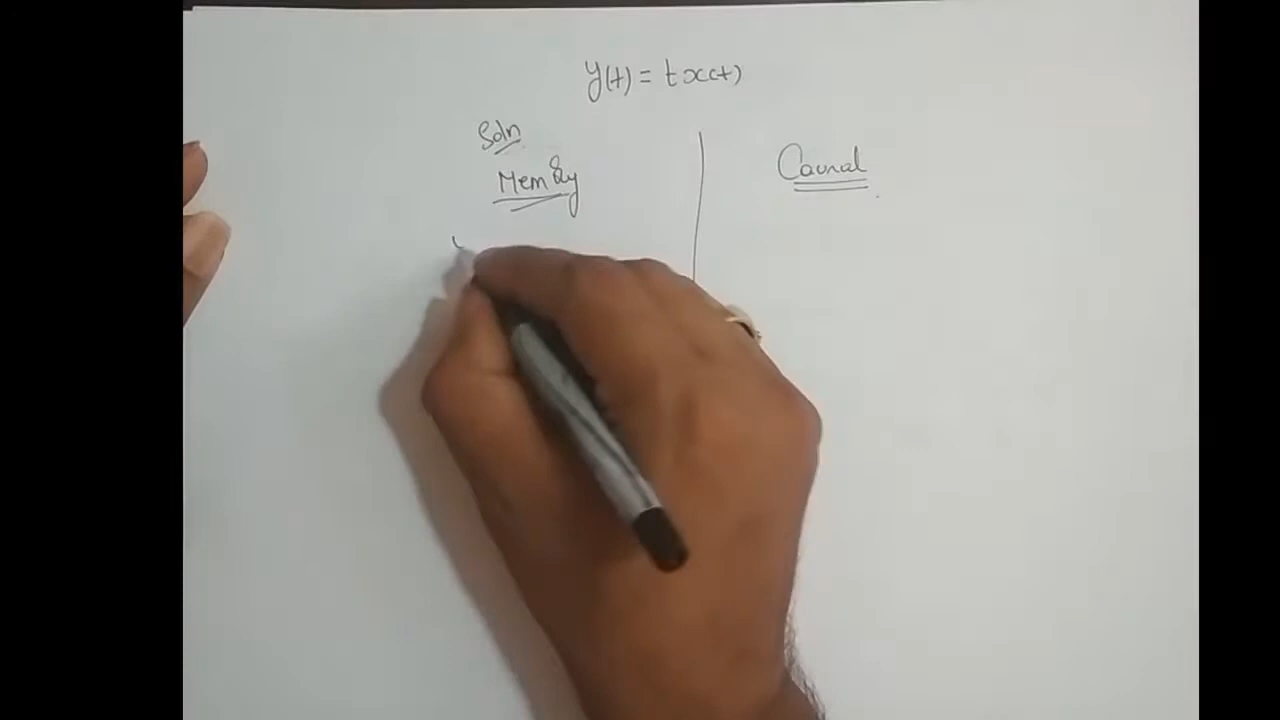 y(t) = t x(t)
Soln
Memory
Causal